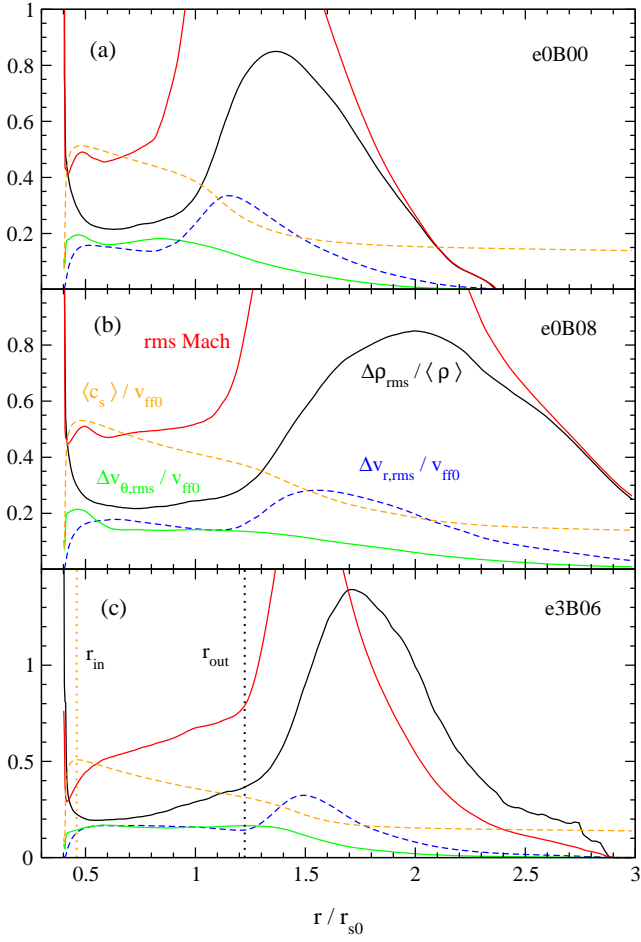 (a)
e0B00
0.8
0.6
0.4
0.2
(b)
rms Mach
e0B08
⟨c_s⟩ / v_ff0
Δρ_rms / ⟨ρ⟩
Δv_θ,rms / v_ff0
Δv_r,rms / v_ff0
0.8
0.6
0.4
0.2
(c)
e3B06
r_in
r_out
1
0.5
0
0.5 1 1.5 2 2.5 3
r / r_s0